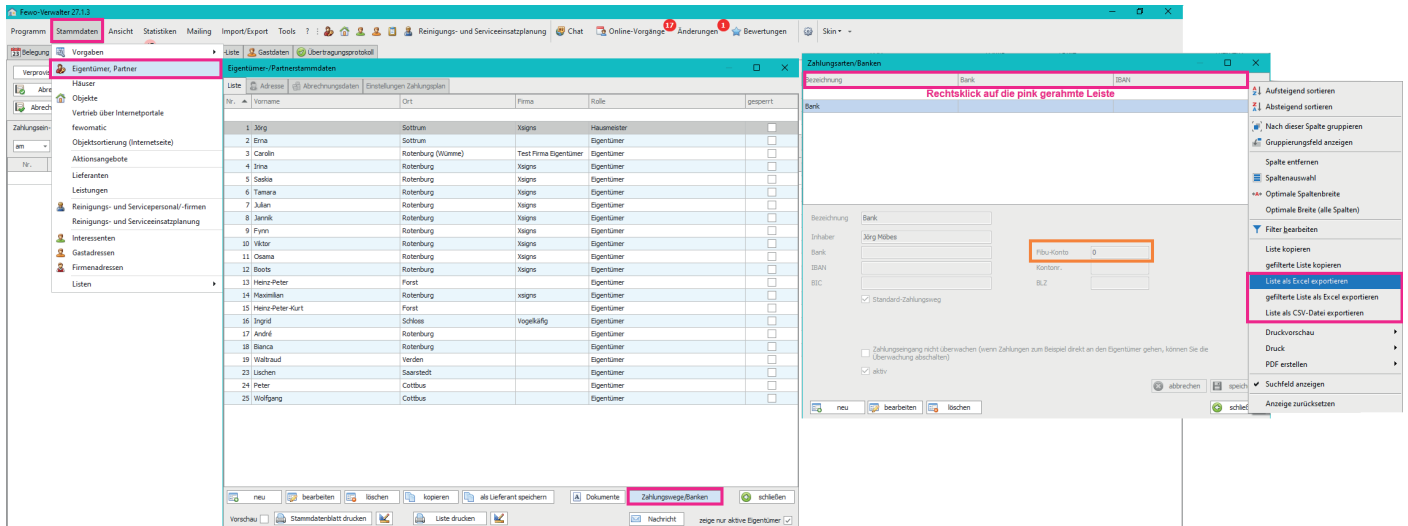 Fewo-Verwalter 27.1.3
Programm Stammdaten Ansicht Statistiken Mailing Import/Export Tools ? Reinigungs- und Serviceeinsatzplanung Chat Online-Vorgänge 17 Änderungen 1 Bewertungen Skin
23 Belegung
Vorgaben
Eigentümer, Partner
Häuser
Objekte
Vertrieb über Internetportale
fewomatic
Objektsortierung (Internetseite)
Aktionsangebote
Lieferanten
Leistungen
Reinigungs- und Servicepersonal/-firmen
Reinigungs- und Serviceeinsatzplanung
Interessenten
Gastadressen
Firmenadressen
Listen
Verprovis
Abre
Abrech
Zahlungsein-
am
Nr.
-Liste Gastdaten Übertragungsprotokoll
Eigentümer-/Partnerstammdaten
Liste Adresse Abrechnungsdaten Einstellungen Zahlungsplan
Nr. Vorname Ort Firma Rolle gesperrt
1 Jörg Sottrum Xsigns Hausmeister
2 Erna Sottrum Eigentümer
3 Carolin Rotenburg (Wümme) Test Firma Eigentümer Eigentümer
4 Irina Rotenburg Xsigns Eigentümer
5 Saskia Rotenburg Xsigns Eigentümer
6 Tamara Rotenburg Xsigns Eigentümer
7 Julian Rotenburg Xsigns Eigentümer
8 Jannik Rotenburg Xsigns Eigentümer
9 Fynn Rotenburg Xsigns Eigentümer
10 Viktor Rotenburg Xsigns Eigentümer
11 Osama Rotenburg Xsigns Eigentümer
12 Boots Rotenburg Xsigns Eigentümer
13 Heinz-Peter Forst Eigentümer
14 Maximilian Rotenburg xsigns Eigentümer
15 Heinz-Peter-Kurt Forst Eigentümer
16 Ingrid Schloss Vogelkäfig Eigentümer
17 André Rotenburg Eigentümer
18 Bianca Rotenburg Eigentümer
19 Waltraud Verden Eigentümer
23 Lischen Saarstedt Eigentümer
24 Peter Cottbus Eigentümer
25 Wolfgang Cottbus Eigentümer
neu bearbeiten löschen kopieren als Lieferant speichern Dokumente Zahlungswege/Banken schließen
Vorschau Stammdatenblatt drucken Liste drucken Nachricht zeige nur aktive Eigentümer
Zahlungsarten/Banken
Bezeichnung Bank IBAN
Rechtsklick auf die pink gerahmte Leiste
Bank
Bezeichnung Bank
Inhaber Jörg Möbes
Bank Fibu-Konto 0
IBAN Kontonr.
BIC BLZ
Standard-Zahlungsweg
Zahlungseingang nicht überwachen (wenn Zahlungen zum Beispiel direkt an den Eigentümer gehen, können Sie die
Überwachung abschalten)
aktiv
abbrechen speich
neu bearbeiten löschen schließ
Aufsteigend sortieren
Absteigend sortieren
Nach dieser Spalte gruppieren
Gruppierungsfeld anzeigen
Spalte entfernen
Spaltenauswahl
Optimale Spaltenbreite
Optimale Breite (alle Spalten)
Filter bearbeiten
Liste kopieren
gefilterte Liste kopieren
Liste als Excel exportieren
gefilterte Liste als Excel exportieren
Liste als CSV-Datei exportieren
Druckvorschau
Druck
PDF erstellen
Suchfeld anzeigen
Anzeige zurücksetzen